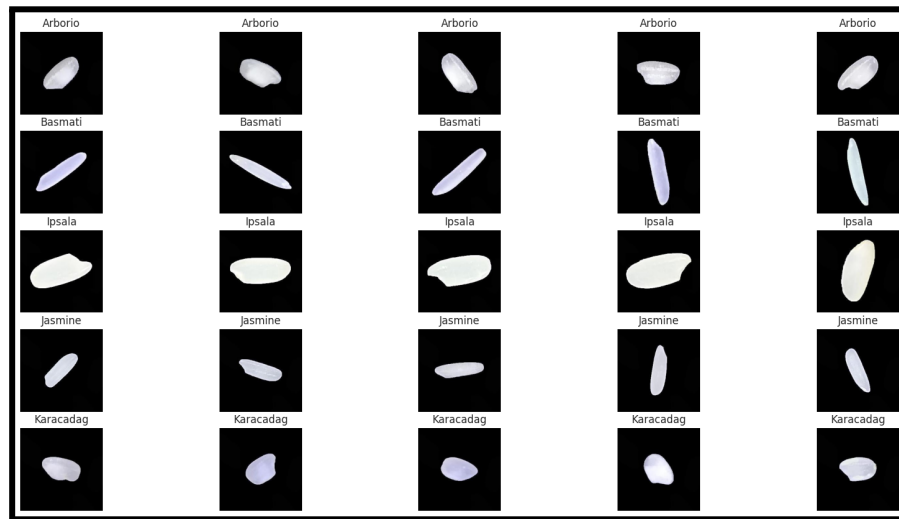 Arborio Arborio Arborio Arborio Arborio
Basmati Basmati Basmati Basmati Basmati
Ipsala Ipsala Ipsala Ipsala Ipsala
Jasmine Jasmine Jasmine Jasmine Jasmine
Karacadag Karacadag Karacadag Karacadag Karacadag